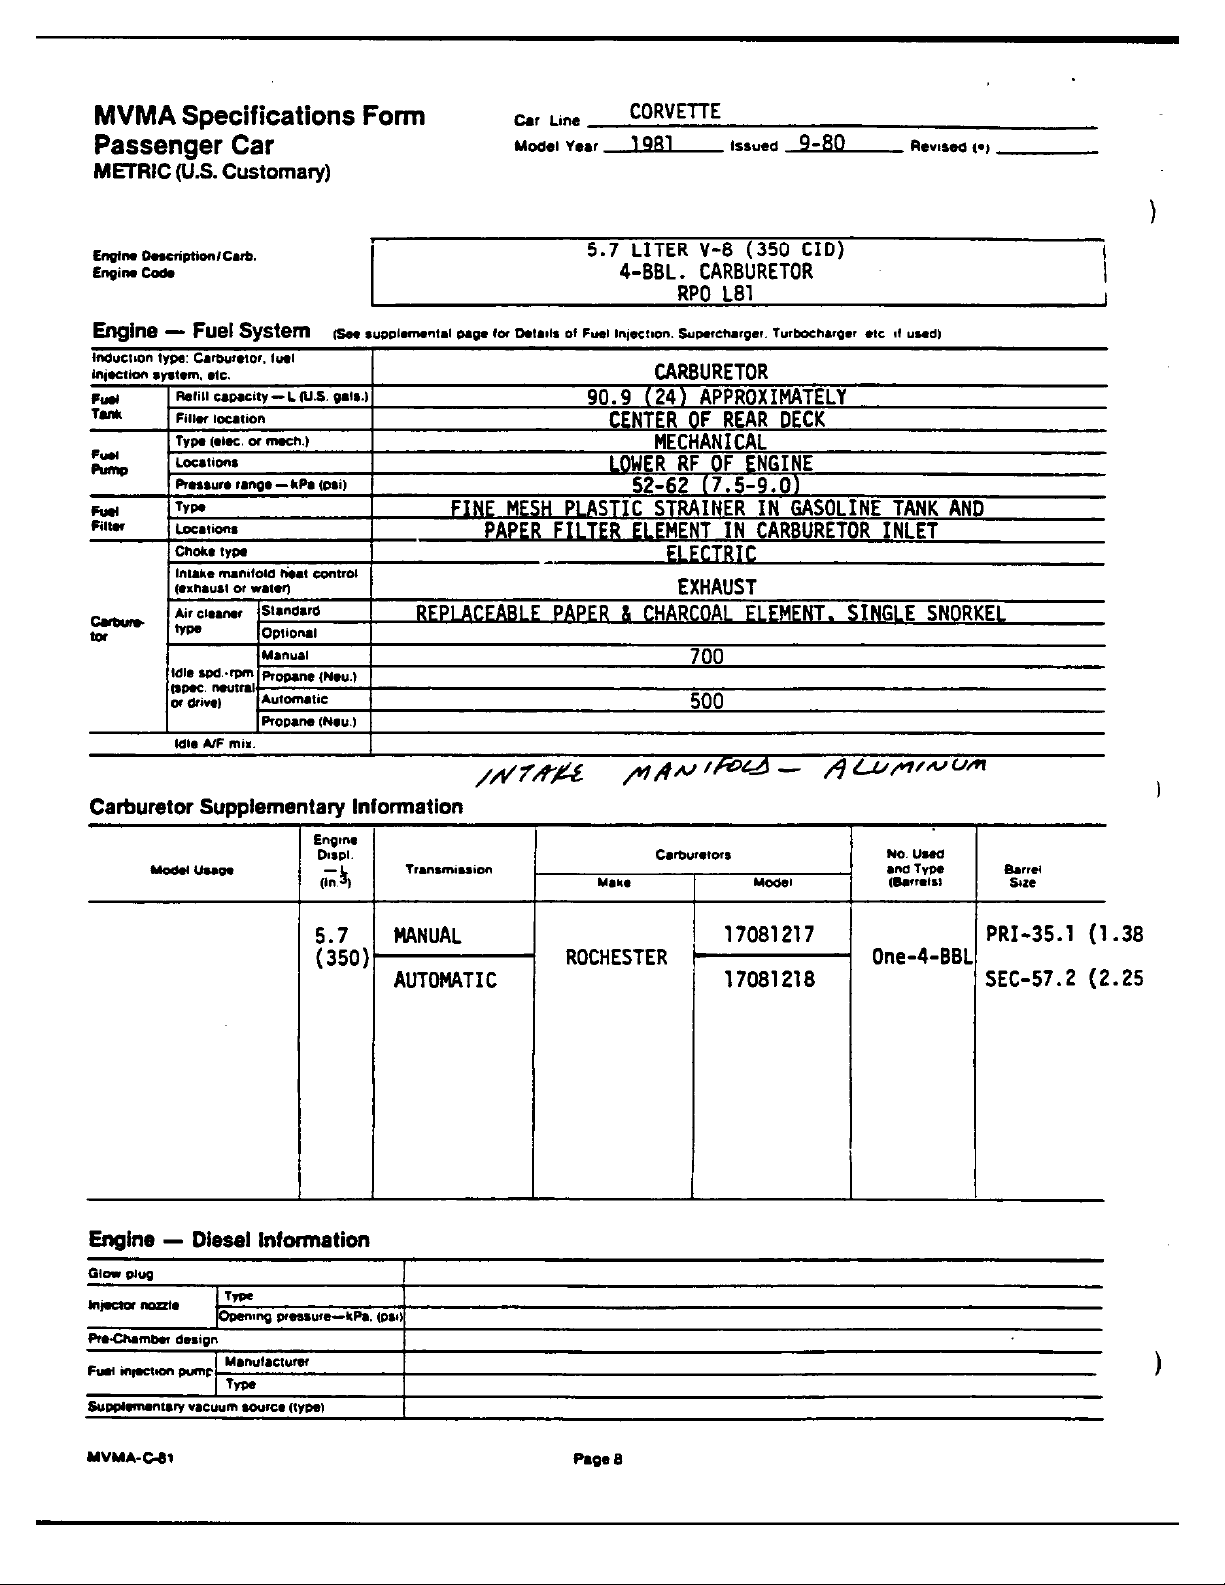 MVMA Specifications Form
Passenger Car
METRIC (U.S. Customary)
Car Line CORVETTE
Model Year 1981 Issued 9-80 Revised (•)
Engine Description/Carb.
Engine Code
5.7 LITER V-8 (350 CID)
4-BBL. CARBURETOR
RPO L81
Engine — Fuel System (See supplemental page for Details of Fuel Injection, Supercharger, Turbocharger etc if used)
Induction type: Carburetor, fuel
injection system, etc. CARBURETOR
Fuel
Tank
Refill capacity — L (U.S. gals.) 90.9 (24) APPROXIMATELY
Filler location CENTER OF REAR DECK
Fuel
Pump
Type (elec. or mech.) MECHANICAL
Locations LOWER RF OF ENGINE
Pressure range — kPa (psi) 52-62 (7.5-9.0)
Fuel
Filter
Type FINE MESH PLASTIC STRAINER IN GASOLINE TANK AND
Locations PAPER FILTER ELEMENT IN CARBURETOR INLET
Carbure-
tor
Choke type ELECTRIC
Intake manifold heat control
(exhaust or water) EXHAUST
Air cleaner
type
Standard REPLACEABLE PAPER & CHARCOAL ELEMENT, SINGLE SNORKEL
Optional
Idle spd.-rpm
(spec. neutral
or drive)
Manual 700
Propane (Neu.)
Automatic 500
Propane (Neu.)
Idle A/F mix.
INTAKE MANIFOLD — ALUMINUM
Carburetor Supplementary Information
Model Usage
Engine
Displ.
— L
(in.3)
Transmission
Carburetors
Make
Model
No. Used
and Type
(Barrels)
Barrel
Size
5.7
(350)
MANUAL
AUTOMATIC
ROCHESTER
17081217
17081218
One-4-BBL
PRI-35.1 (1.38
SEC-57.2 (2.25
Engine — Diesel Information
Glow plug
Injector nozzle
Type
Opening pressure—kPa. (psi)
Pre-Chamber design
Fuel injection pump
Manufacturer
Type
Supplementary vacuum source (type)
MVMA-C-81
Page 8